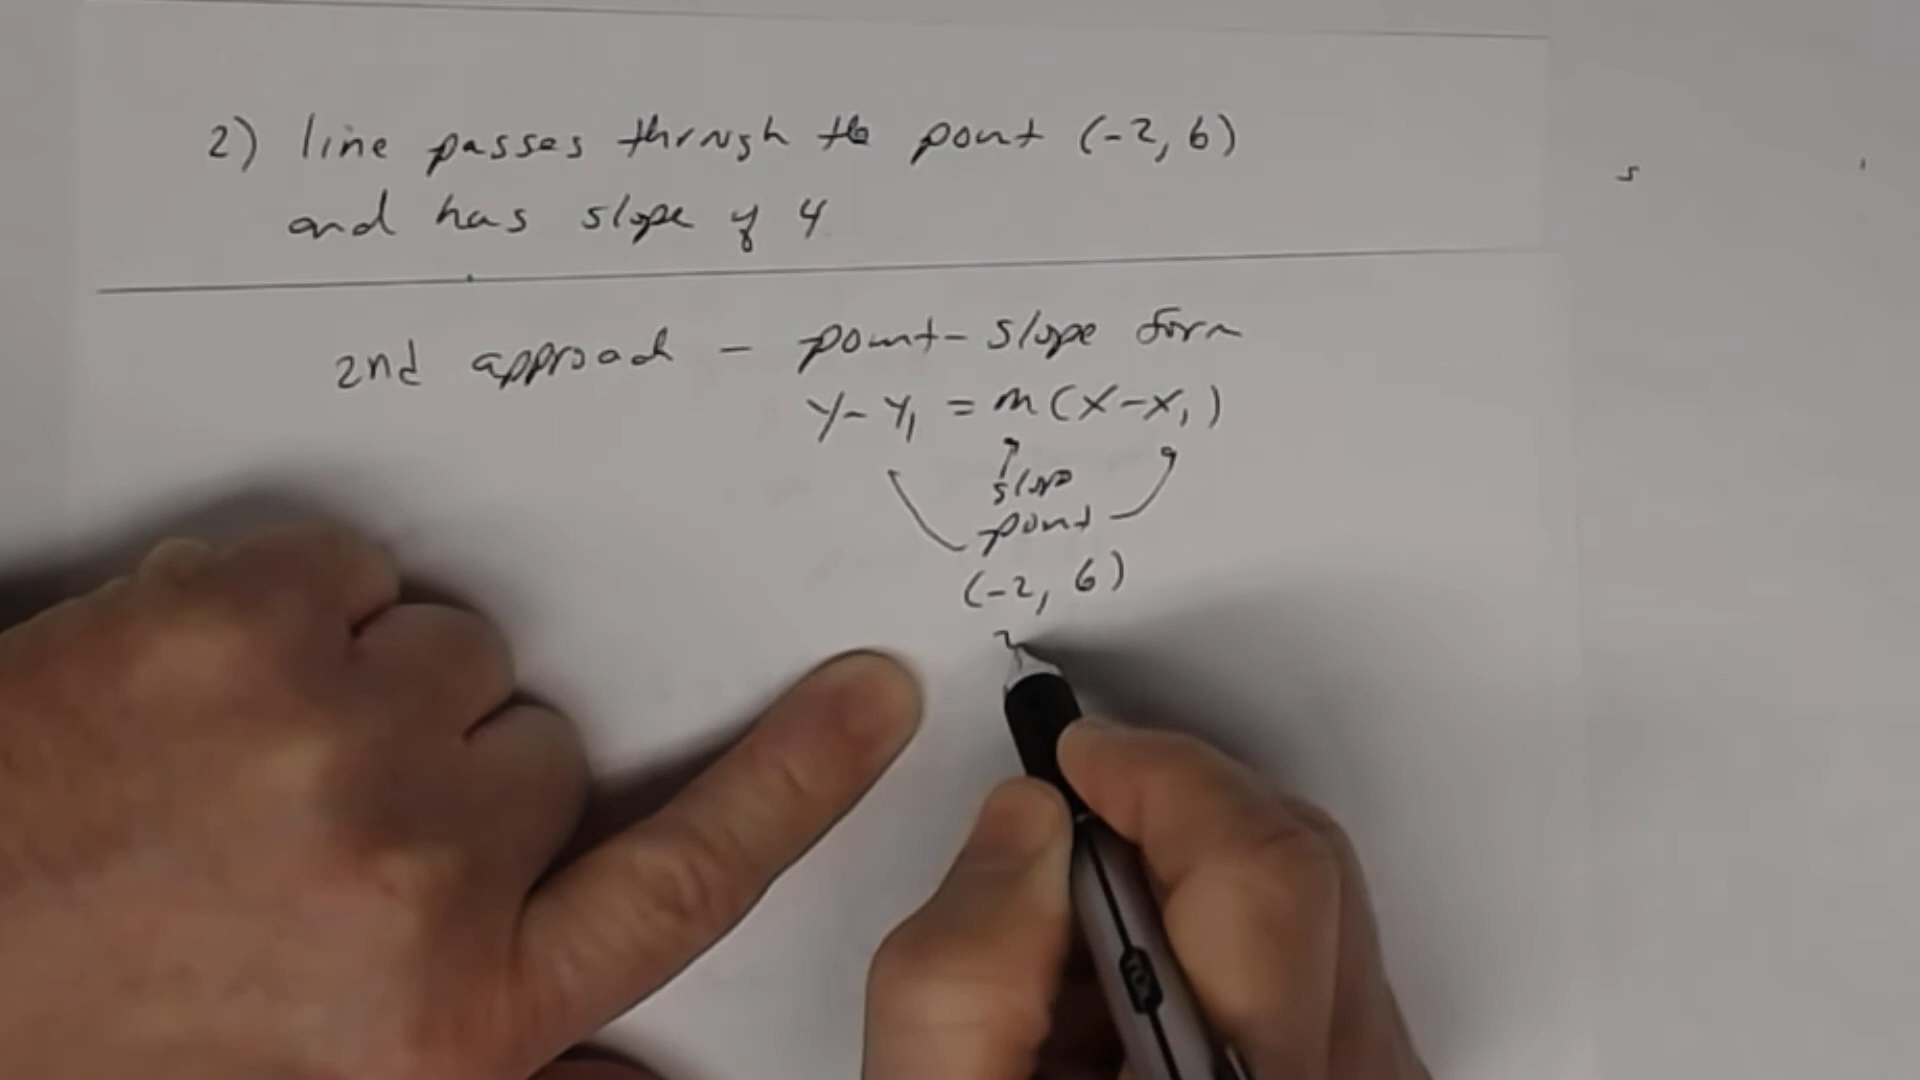 2) line passes through the point (-2, 6)
and has slope of 4
2nd approach - point-slope form
y - y₁ = m(x - x₁)
slope
point
(-2, 6)